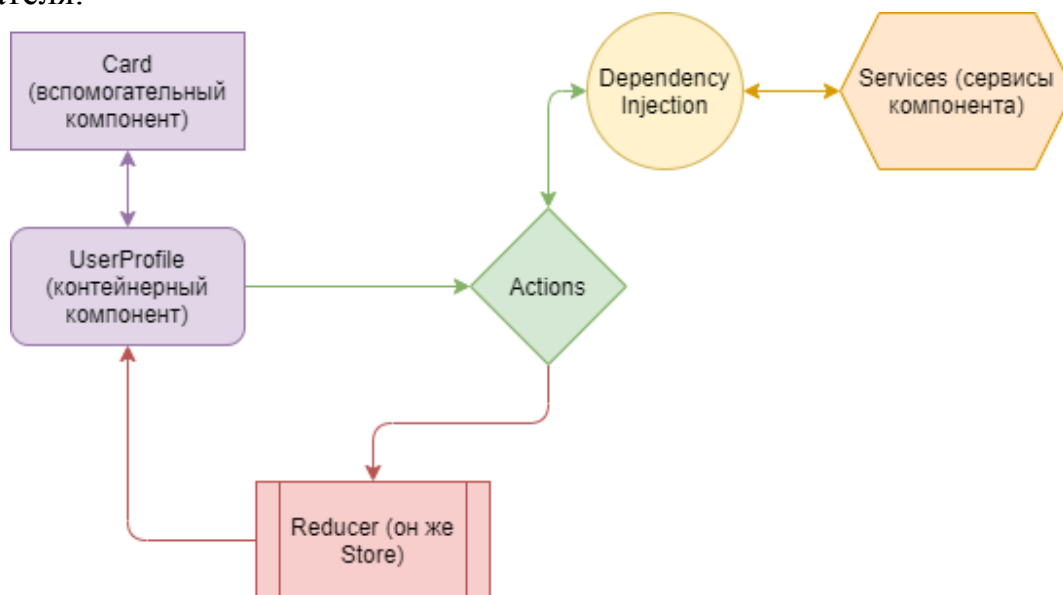 Card
(вспомогательный
компонент)
Dependency
Injection
Services (сервисы
компонента)
UserProfile
(контейнерный
компонент)
Actions
Reducer (он же
Store)